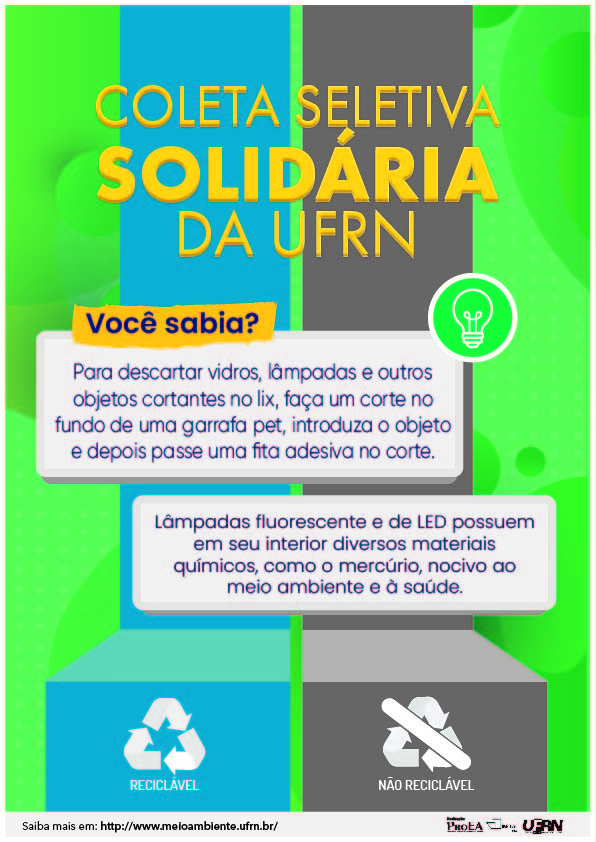 COLETA SELETIVA
SOLIDÁRIA
DA UFRN
Você sabia?
Para descartar vidros, lâmpadas e outros
objetos cortantes no lix, faça um corte no
fundo de uma garrafa pet, introduza o objeto
e depois passe uma fita adesiva no corte.
Lâmpadas fluorescente e de LED possuem
em seu interior diversos materiais
químicos, como o mercúrio, nocivo ao
meio ambiente e à saúde.
RECICLÁVEL
NÃO RECICLÁVEL
Saiba mais em: http://www.meioambiente.ufrn.br/
Realização:
PROEA
UFRN